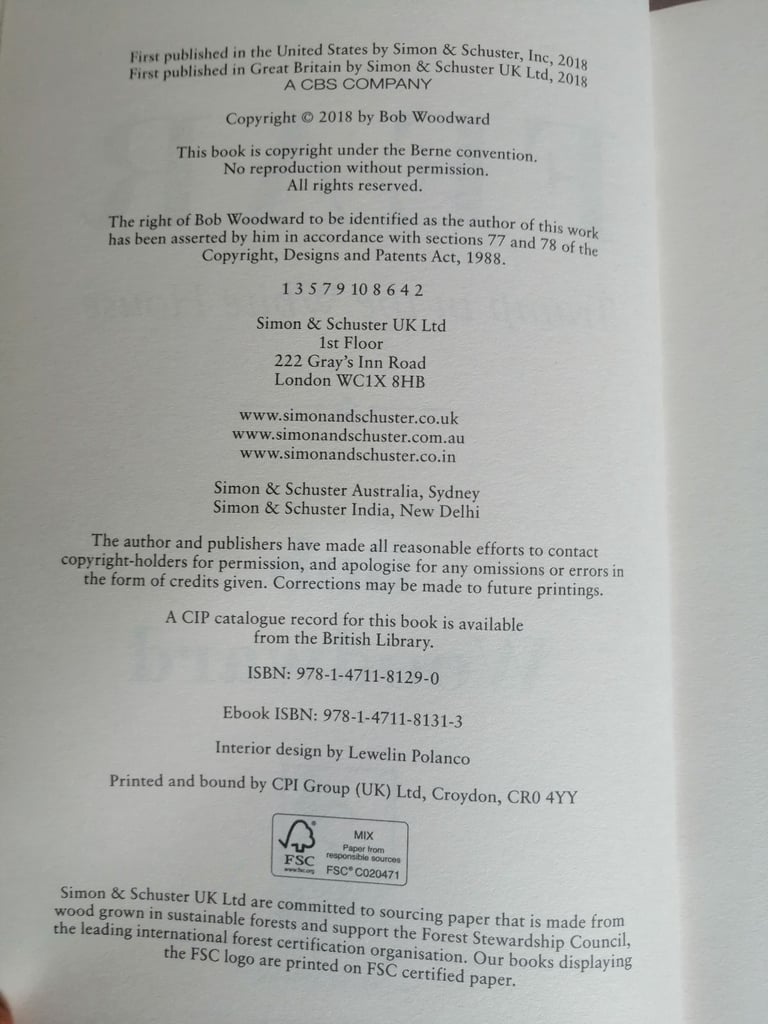 First published in the United States by Simon & Schuster, Inc, 2018
First published in Great Britain by Simon & Schuster UK Ltd, 2018
A CBS COMPANY
Copyright © 2018 by Bob Woodward
This book is copyright under the Berne convention.
No reproduction without permission.
All rights reserved.
The right of Bob Woodward to be identified as the author of this work
has been asserted by him in accordance with sections 77 and 78 of the
Copyright, Designs and Patents Act, 1988.
1 3 5 7 9 10 8 6 4 2
Simon & Schuster UK Ltd
1st Floor
222 Gray's Inn Road
London WC1X 8HB
www.simonandschuster.co.uk
www.simonandschuster.com.au
www.simonandschuster.co.in
Simon & Schuster Australia, Sydney
Simon & Schuster India, New Delhi
The author and publishers have made all reasonable efforts to contact
copyright-holders for permission, and apologise for any omissions or errors in
the form of credits given. Corrections may be made to future printings.
A CIP catalogue record for this book is available
from the British Library.
ISBN: 978-1-4711-8129-0
Ebook ISBN: 978-1-4711-8131-3
Interior design by Lewelin Polanco
Printed and bound by CPI Group (UK) Ltd, Croydon, CR0 4YY
FSC
www.fsc.org
MIX
Paper from
responsible sources
FSC® C020471
Simon & Schuster UK Ltd are committed to sourcing paper that is made from
wood grown in sustainable forests and support the Forest Stewardship Council,
the leading international forest certification organisation. Our books displaying
the FSC logo are printed on FSC certified paper.